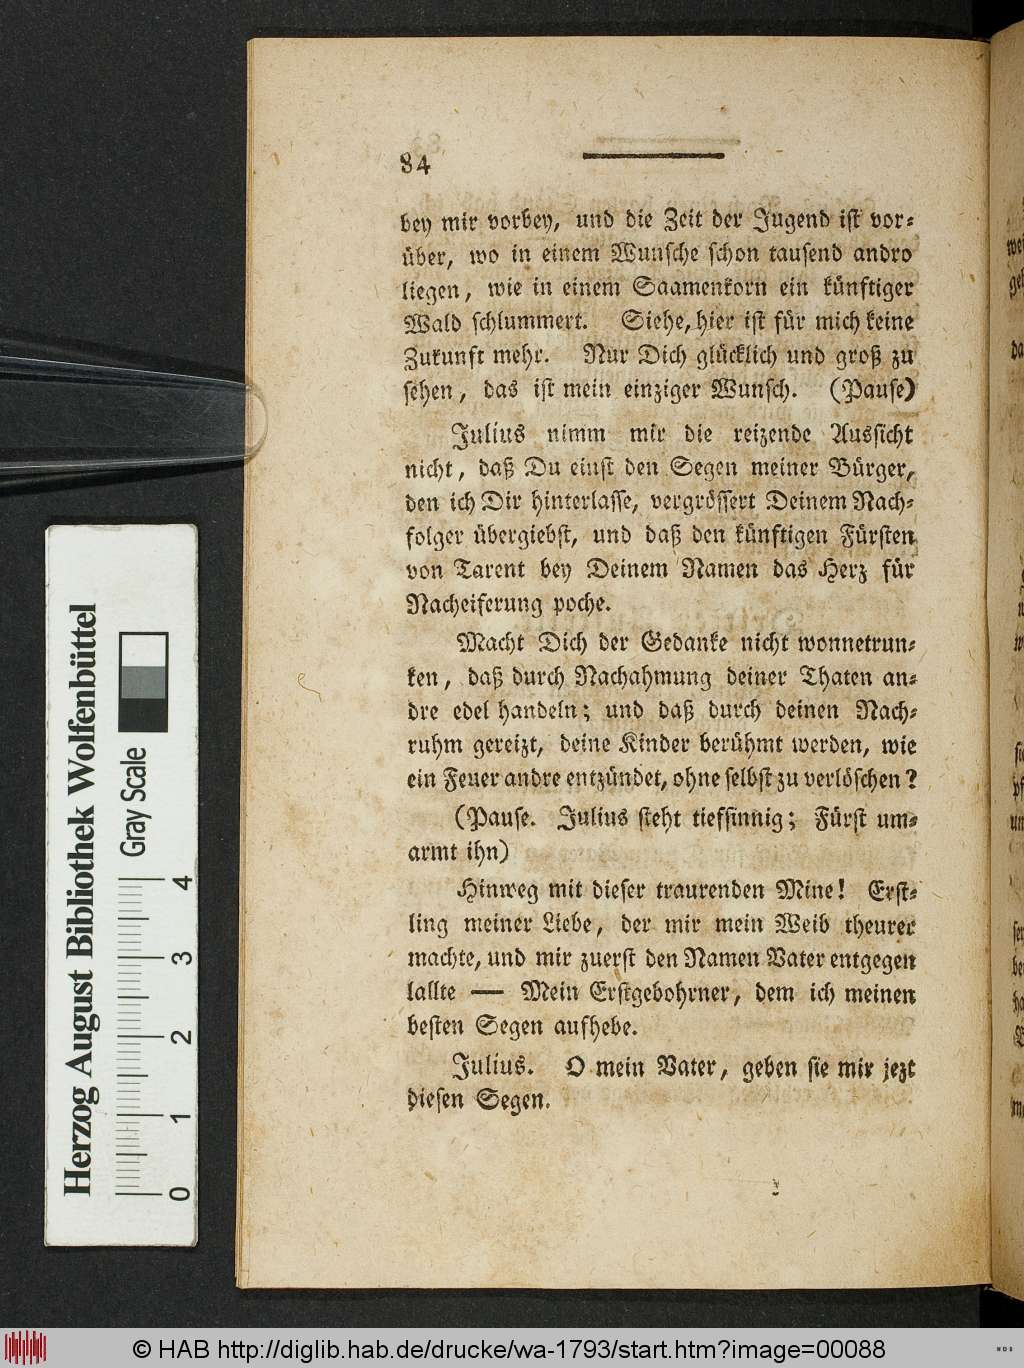 84
bey mir vorbey, und die Zeit der Jugend ist vor-
über, wo in einem Wunsche schon tausend andro
liegen, wie in einem Saamenkorn ein künftiger
Wald schlummert. Siehe, hier ist für mich keine
Zukunft mehr. Nur Dich glücklich und groß zu
sehen, das ist mein einziger Wunsch. (Pause)
Julius nimm mir die reizende Aussicht
nicht, daß Du einst den Segen meiner Bürger,
den ich Dir hinterlasse, vergrössert Deinem Nach-
folger übergiebst, und daß den künftigen Fürsten
von Tarent bey Deinem Namen das Herz für
Nacheiferung poche.
Macht Dich der Gedanke nicht wonnetrun-
ken, daß durch Nachahmung deiner Thaten an-
dre edel handeln; und daß durch deinen Nach-
ruhm gereizt, deine Kinder berühmt werden, wie
ein Feuer andre entzündet, ohne selbst zu verlöschen?
(Pause. Julius steht tiefsinnig; Fürst um-
armt ihn)
Hinweg mit dieser traurenden Mine! Erst-
ling meiner Liebe, der mir mein Weib theurer
machte, und mir zuerst den Namen Vater entgegen
lallte — Mein Erstgebohrner, dem ich meinen
besten Segen aufhebe.
Julius. O mein Vater, geben sie mir jezt
diesen Segen.
Herzog August Bibliothek Wolfenbüttel
Gray Scale
0 1 2 3 4
© HAB http://diglib.hab.de/drucke/wa-1793/start.htm?image=00088